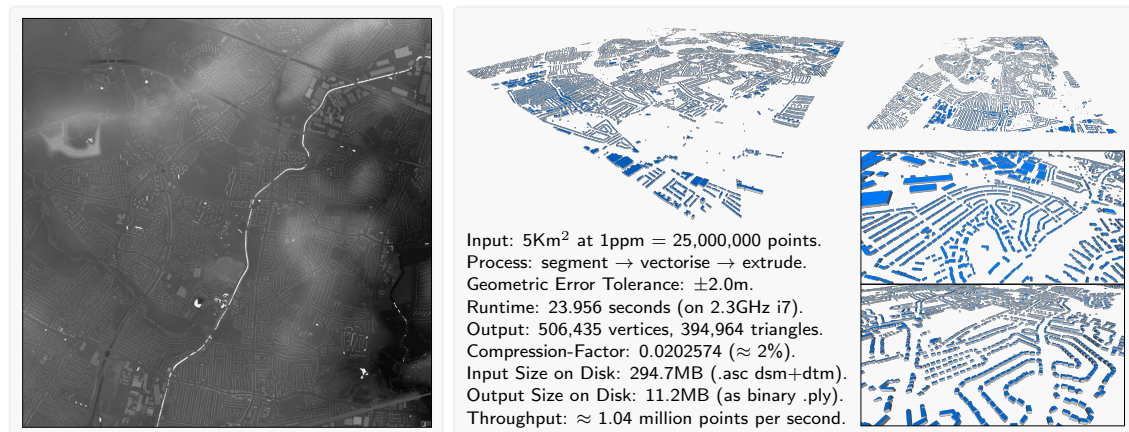 Input: 5Km² at 1ppm = 25,000,000 points.
Process: segment → vectorise → extrude.
Geometric Error Tolerance: ±2.0m.
Runtime: 23.956 seconds (on 2.3GHz i7).
Output: 506,435 vertices, 394,964 triangles.
Compression-Factor: 0.0202574 (≈ 2%).
Input Size on Disk: 294.7MB (.asc dsm+dtm).
Output Size on Disk: 11.2MB (as binary .ply).
Throughput: ≈ 1.04 million points per second.